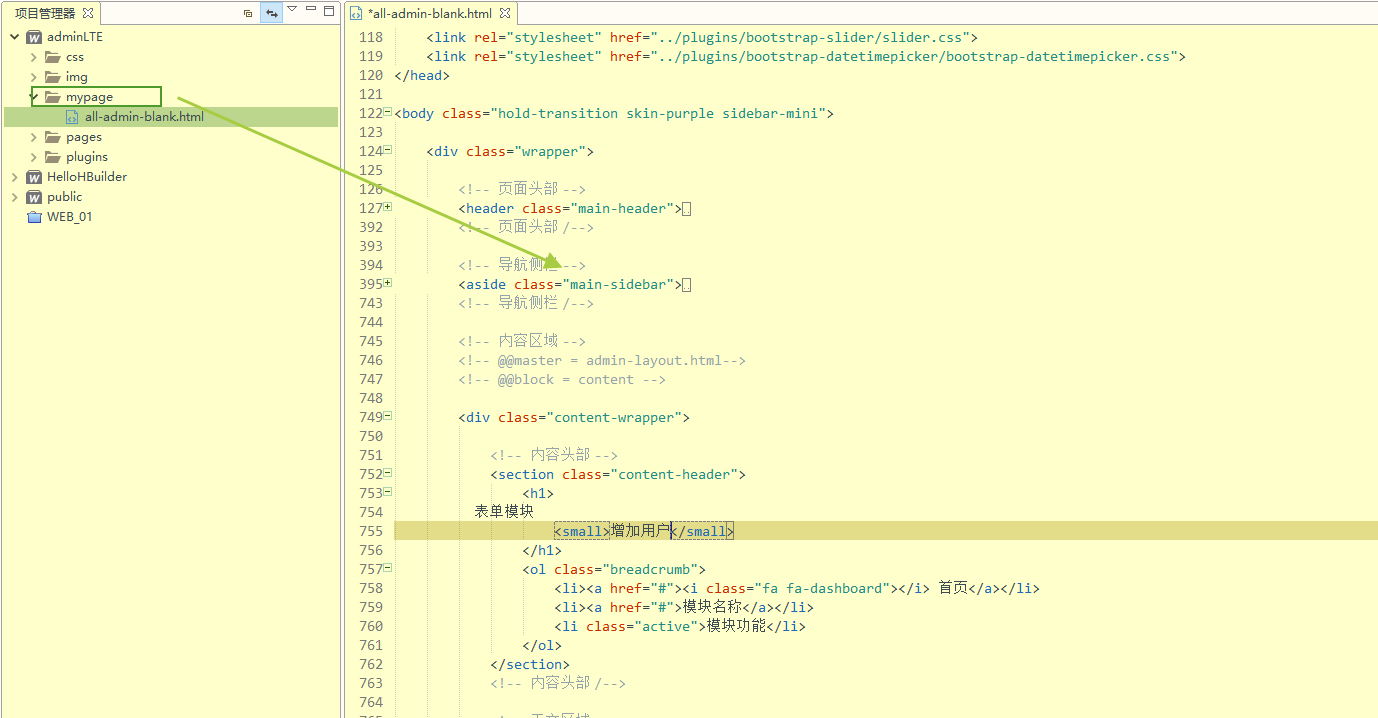 项目管理器
adminLTE
css
img
mypage
all-admin-blank.html
pages
plugins
HelloHBuilder
public
WEB_01
*all-admin-blank.html
118 <link rel="stylesheet" href="../plugins/bootstrap-slider/slider.css">
119 <link rel="stylesheet" href="../plugins/bootstrap-datetimepicker/bootstrap-datetimepicker.css">
120 </head>
121
122 <body class="hold-transition skin-purple sidebar-mini">
123
124 <div class="wrapper">
125
126 <!-- 页面头部 -->
127 <header class="main-header">
392 <!-- 页面头部 /-->
393
394 <!-- 导航侧栏 -->
395 <aside class="main-sidebar">
743 <!-- 导航侧栏 /-->
744
745 <!-- 内容区域 -->
746 <!-- @@master = admin-layout.html-->
747 <!-- @@block = content -->
748
749 <div class="content-wrapper">
750
751 <!-- 内容头部 -->
752 <section class="content-header">
753 <h1>
754 表单模块
755 <small>增加用户</small>
756 </h1>
757 <ol class="breadcrumb">
758 <li><a href="#"><i class="fa fa-dashboard"></i> 首页</a></li>
759 <li><a href="#">模块名称</a></li>
760 <li class="active">模块功能</li>
761 </ol>
762 </section>
763 <!-- 内容头部 /-->
764